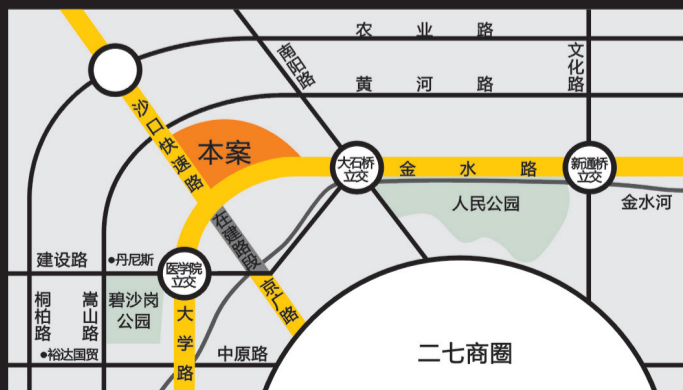 农业路
南阳路
文化路
黄河路
沙口快速路
本案
大石桥
立交
金水路
新通桥
立交
人民公园
金水河
在建路段
建设路
丹尼斯
医学院
立交
京广路
桐柏路
嵩山路
碧沙岗
公园
大学路
裕达国贸
中原路
二七商圈